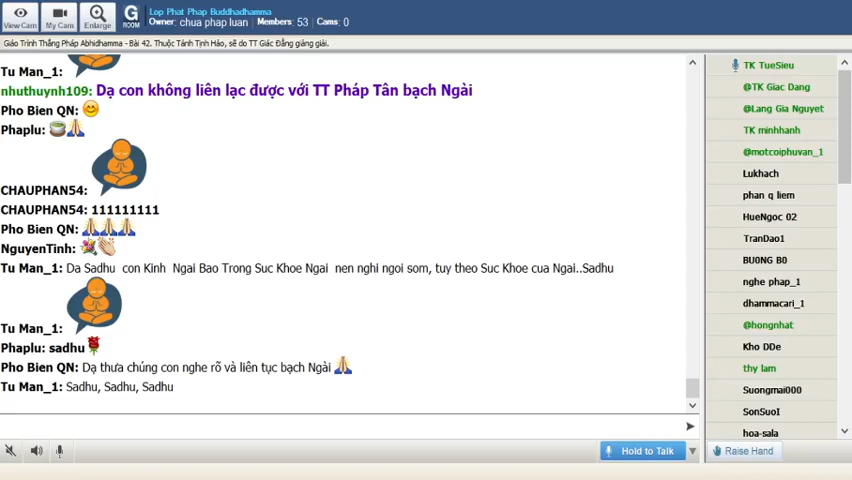 View Cam
My Cam
Enlarge
G
ROOM
Lop Phat Phap Buddhadhamma
Owner: chua phap luan Members: 53 Cams: 0
Giáo Trình Thắng Pháp Abhidhamma - Bài 42. Thuộc Tánh Tịnh Hảo, sẽ do TT Giác Đẳng giảng giải.
Tu Man_1:
nhuthuynh109: Dạ con không liên lạc được với TT Pháp Tân bạch Ngài
Pho Bien QN:
Phaplu:
CHAUPHAN54:
CHAUPHAN54: 111111111
Pho Bien QN:
NguyenTinh:
Tu Man_1: Da Sadhu con Kinh Ngai Bao Trong Suc Khoe Ngai nen nghi ngoi som, tuy theo Suc Khoe cua Ngai..Sadhu
Tu Man_1:
Phaplu: sadhu
Pho Bien QN: Dạ thưa chúng con nghe rõ và liên tục bạch Ngài
Tu Man_1: Sadhu, Sadhu, Sadhu
Hold to Talk
TK TueSieu
@TK Giac Dang
@Lang Gia Nguyet
TK minhhanh
@motcoiphuvan_1
Lukhach
phan q liem
HueNgoc 02
TranDao1
BU0NG B0
nghe phap_1
dhammacari_1
@hongnhat
Kho DDe
thy lam
Suongmai000
SonSuoI
hoa-sala
Raise Hand